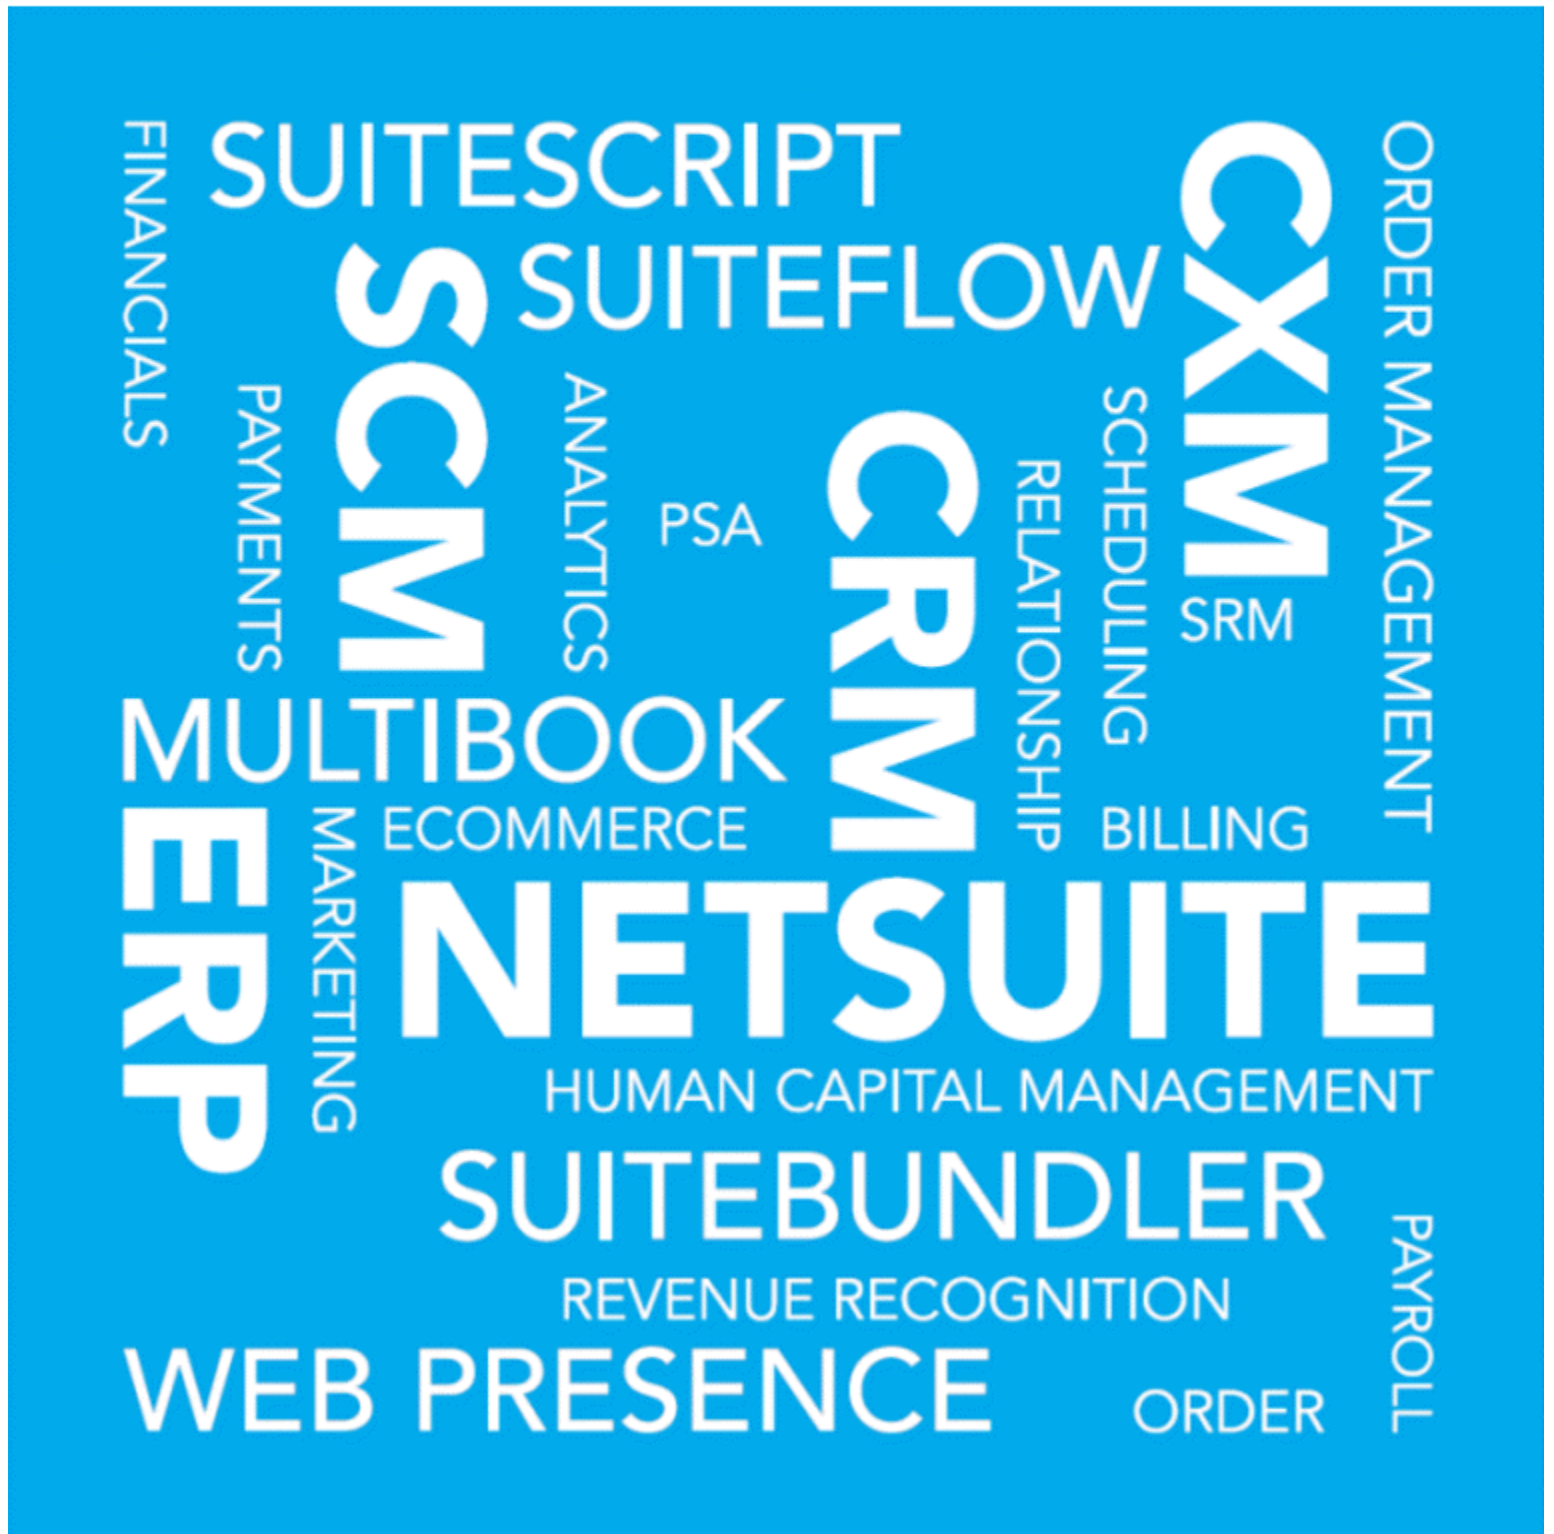 FINANCIALS
SUITESCRIPT
CXM
ORDER MANAGEMENT
SCM
SUITEFLOW
PAYMENTS
ANALYTICS
PSA
CRM
RELATIONSHIP
SCHEDULING
SRM
MULTIBOOK
ERP
MARKETING
ECOMMERCE
BILLING
NETSUITE
HUMAN CAPITAL MANAGEMENT
SUITEBUNDLER
PAYROLL
REVENUE RECOGNITION
WEB PRESENCE
ORDER